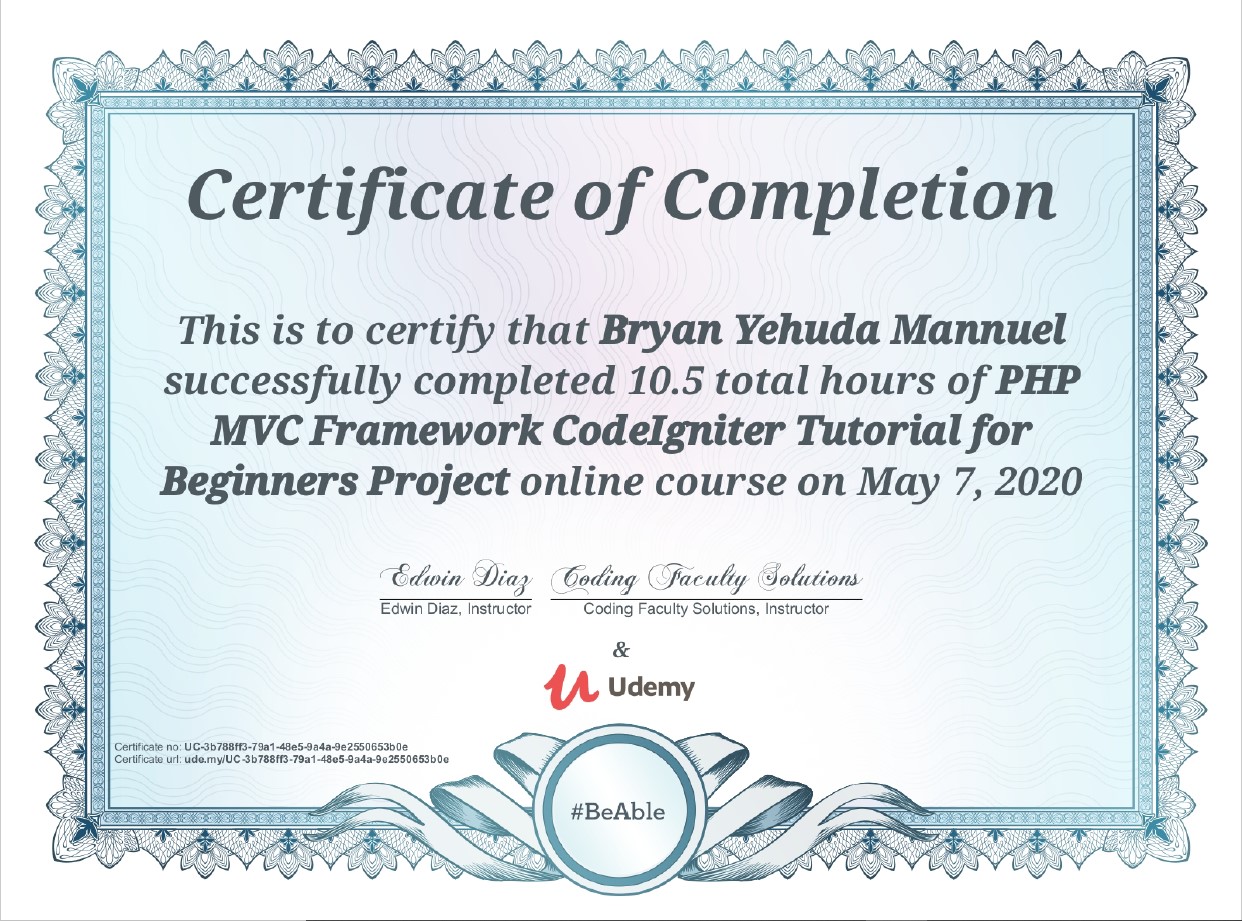 Certificate of Completion
This is to certify that Bryan Yehuda Mannuel
successfully completed 10.5 total hours of PHP
MVC Framework CodeIgniter Tutorial for
Beginners Project online course on May 7, 2020
Edwin Diaz Coding Faculty Solutions
Edwin Diaz, Instructor Coding Faculty Solutions, Instructor
&
Udemy
Certificate no: UC-3b788ff3-79a1-48e5-9a4a-9e2550653b0e
Certificate url: ude.my/UC-3b788ff3-79a1-48e5-9a4a-9e2550653b0e
#BeAble